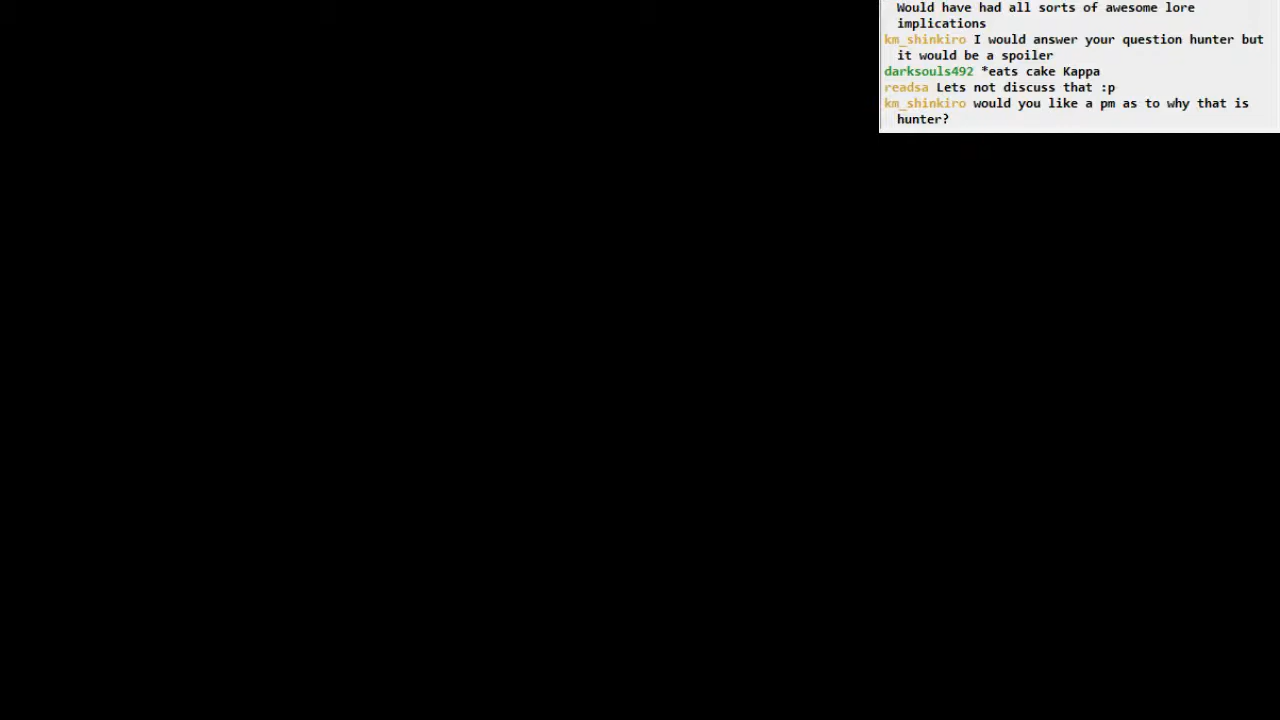 Would have had all sorts of awesome lore
implications
km_shinkiro I would answer your question hunter but
it would be a spoiler
darksouls492 *eats cake Kappa
readsa Lets not discuss that :p
km_shinkiro would you like a pm as to why that is
hunter?